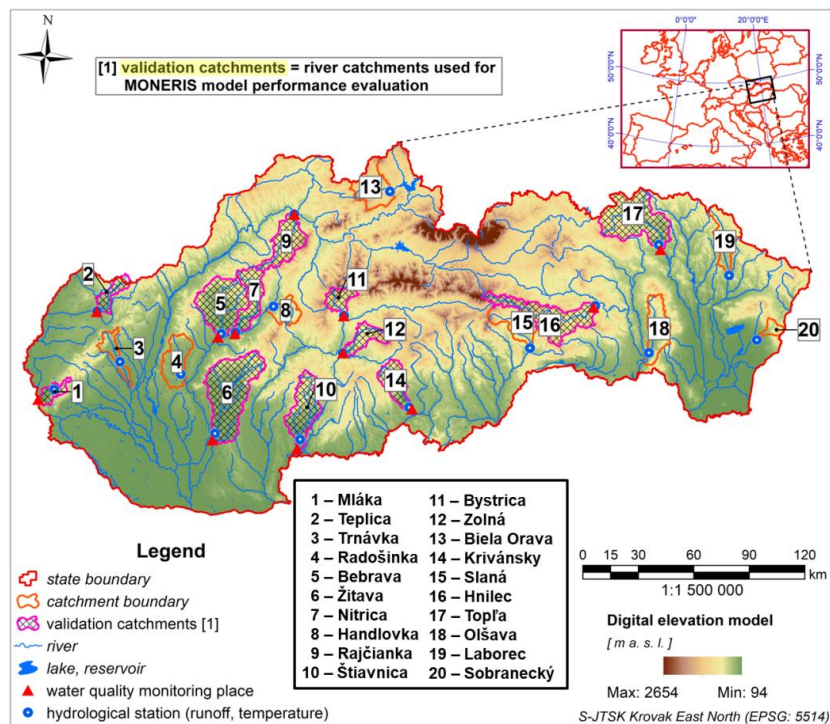 N
0°0'0"
20°0'0"E
50°0'0"N
50°0'0"N
40°0'0"N
40°0'0"N
0°0'0"
20°0'0"E
[1] validation catchments = river catchments used for
MONERIS model performance evaluation
13
17
9
19
2
11
5
7
8
15
16
18
20
3
4
12
6
14
1
10
1 – Mláka
2 – Teplica
3 – Trnávka
4 – Radošinka
5 – Bebrava
6 – Žitava
7 – Nitrica
8 – Handlovka
9 – Rajčianka
10 – Štiavnica
11 – Bystrica
12 – Zolná
13 – Biela Orava
14 – Krivánsky
15 – Slaná
16 – Hnilec
17 – Topľa
18 – Olšava
19 – Laborec
20 – Sobranecký
Legend
state boundary
catchment boundary
validation catchments [1]
river
lake, reservoir
water quality monitoring place
hydrological station (runoff, temperature)
0 15 30 60 90 120
km
1:1 500 000
Digital elevation model
[ m a. s. l. ]
Max: 2654 Min: 94
S-JTSK Krovak East North (EPSG: 5514)